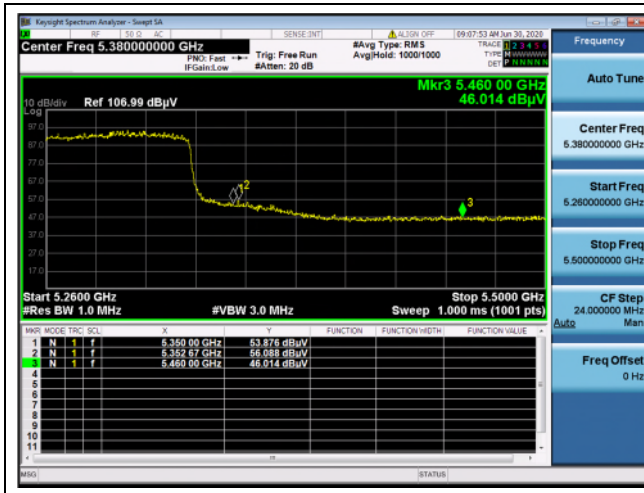 Keysight Spectrum Analyzer - Swept SA
RF 50 Ω AC SENSE:INT ALIGN OFF 09:07:53 AM Jun 30, 2020
Center Freq 5.380000000 GHz #Avg Type: RMS TRACE 1 2 3 4 5 6
PNO: Fast Trig: Free Run Avg|Hold: 1000/1000 TYPE M WWWWW
IFGain:Low #Atten: 20 dB DET P N N N N N
Mkr3 5.460 00 GHz
10 dB/div Ref 106.99 dBµV 46.014 dBµV
Log
97.0
87.0
77.0
67.0
57.0
47.0
37.0
27.0
17.0
2
3
Start 5.2600 GHz Stop 5.5000 GHz
#Res BW 1.0 MHz #VBW 3.0 MHz Sweep 1.000 ms (1001 pts)
MKR MODE TRC SCL X Y FUNCTION FUNCTION WIDTH FUNCTION VALUE
1 N 1 f 5.350 00 GHz 53.876 dBµV
2 N 1 f 5.352 67 GHz 56.088 dBµV
3 N 1 f 5.460 00 GHz 46.014 dBµV
4
5
6
7
8
9
10
11
MSG STATUS
Frequency
Auto Tune
Center Freq
5.380000000 GHz
Start Freq
5.260000000 GHz
Stop Freq
5.500000000 GHz
CF Step
24.000000 MHz
Auto Man
Freq Offset
0 Hz